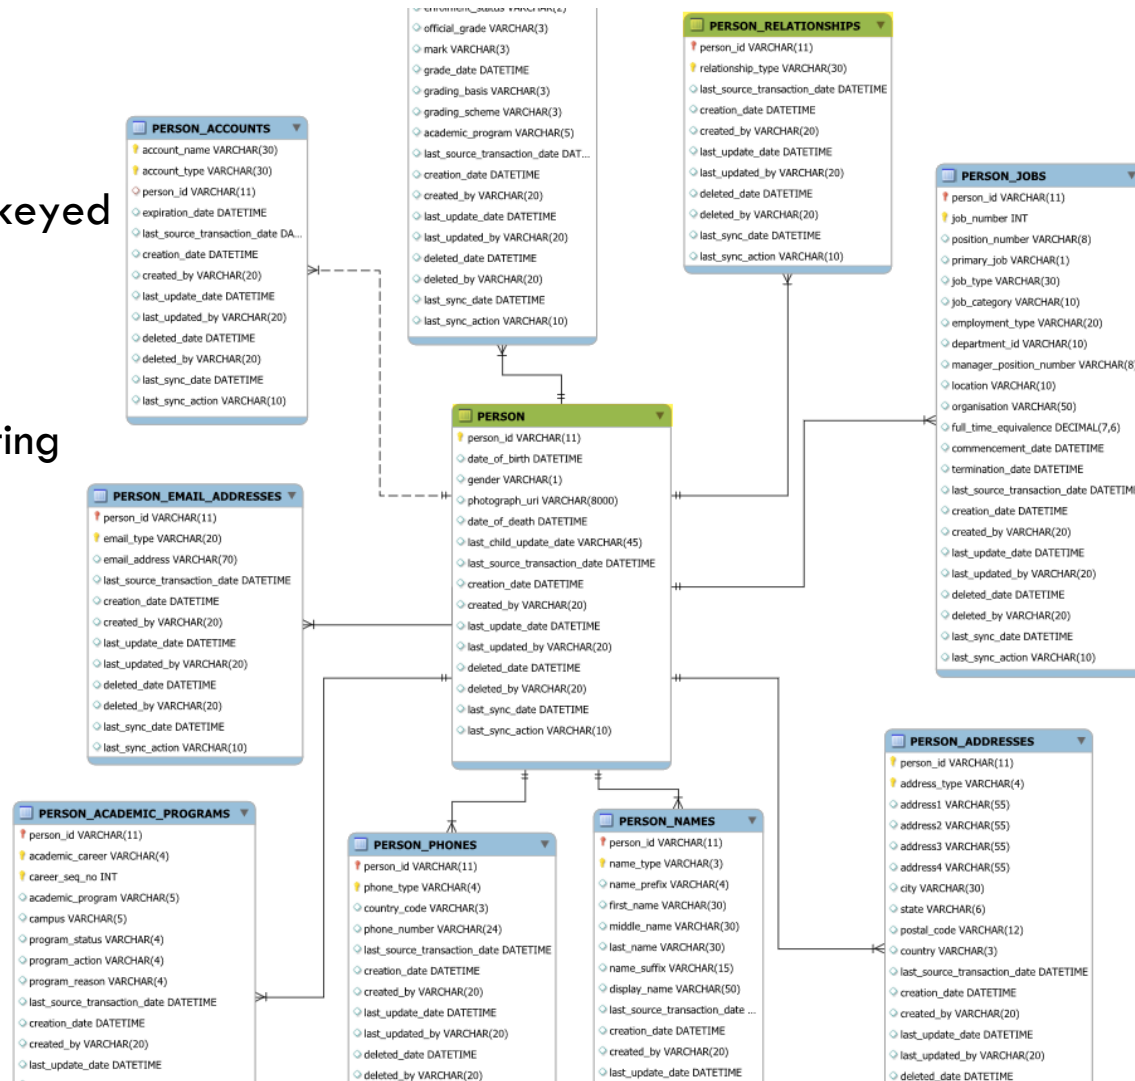 keyed
ring
enrolment_status VARCHAR(2)
official_grade VARCHAR(3)
mark VARCHAR(3)
grade_date DATETIME
grading_basis VARCHAR(3)
grading_scheme VARCHAR(3)
academic_program VARCHAR(5)
last_source_transaction_date DAT...
creation_date DATETIME
created_by VARCHAR(20)
last_update_date DATETIME
last_updated_by VARCHAR(20)
deleted_date DATETIME
deleted_by VARCHAR(20)
last_sync_date DATETIME
last_sync_action VARCHAR(10)
PERSON_RELATIONSHIPS
person_id VARCHAR(11)
relationship_type VARCHAR(30)
last_source_transaction_date DATETIME
creation_date DATETIME
created_by VARCHAR(20)
last_update_date DATETIME
last_updated_by VARCHAR(20)
deleted_date DATETIME
deleted_by VARCHAR(20)
last_sync_date DATETIME
last_sync_action VARCHAR(10)
PERSON_ACCOUNTS
account_name VARCHAR(30)
account_type VARCHAR(30)
person_id VARCHAR(11)
expiration_date DATETIME
last_source_transaction_date DA...
creation_date DATETIME
created_by VARCHAR(20)
last_update_date DATETIME
last_updated_by VARCHAR(20)
deleted_date DATETIME
deleted_by VARCHAR(20)
last_sync_date DATETIME
last_sync_action VARCHAR(10)
PERSON_JOBS
person_id VARCHAR(11)
job_number INT
position_number VARCHAR(8)
primary_job VARCHAR(1)
job_type VARCHAR(30)
job_category VARCHAR(10)
employment_type VARCHAR(20)
department_id VARCHAR(10)
manager_position_number VARCHAR(8)
location VARCHAR(10)
organisation VARCHAR(50)
full_time_equivalence DECIMAL(7,6)
commencement_date DATETIME
termination_date DATETIME
last_source_transaction_date DATETIM
creation_date DATETIME
created_by VARCHAR(20)
last_update_date DATETIME
last_updated_by VARCHAR(20)
deleted_date DATETIME
deleted_by VARCHAR(20)
last_sync_date DATETIME
last_sync_action VARCHAR(10)
PERSON
person_id VARCHAR(11)
date_of_birth DATETIME
gender VARCHAR(1)
photograph_uri VARCHAR(8000)
date_of_death DATETIME
last_child_update_date VARCHAR(45)
last_source_transaction_date DATETIME
creation_date DATETIME
created_by VARCHAR(20)
last_update_date DATETIME
last_updated_by VARCHAR(20)
deleted_date DATETIME
deleted_by VARCHAR(20)
last_sync_date DATETIME
last_sync_action VARCHAR(10)
PERSON_EMAIL_ADDRESSES
person_id VARCHAR(11)
email_type VARCHAR(20)
email_address VARCHAR(70)
last_source_transaction_date DATETIME
creation_date DATETIME
created_by VARCHAR(20)
last_update_date DATETIME
last_updated_by VARCHAR(20)
deleted_date DATETIME
deleted_by VARCHAR(20)
last_sync_date DATETIME
last_sync_action VARCHAR(10)
PERSON_ACADEMIC_PROGRAMS
person_id VARCHAR(11)
academic_career VARCHAR(4)
career_seq_no INT
academic_program VARCHAR(5)
campus VARCHAR(5)
program_status VARCHAR(4)
program_action VARCHAR(4)
program_reason VARCHAR(4)
last_source_transaction_date DATETIME
creation_date DATETIME
created_by VARCHAR(20)
last_update_date DATETIME
PERSON_PHONES
person_id VARCHAR(11)
phone_type VARCHAR(4)
country_code VARCHAR(3)
phone_number VARCHAR(24)
last_source_transaction_date DATETIME
creation_date DATETIME
created_by VARCHAR(20)
last_update_date DATETIME
last_updated_by VARCHAR(20)
deleted_date DATETIME
deleted_by VARCHAR(20)
PERSON_NAMES
person_id VARCHAR(11)
name_type VARCHAR(3)
name_prefix VARCHAR(4)
first_name VARCHAR(30)
middle_name VARCHAR(30)
last_name VARCHAR(30)
name_suffix VARCHAR(15)
display_name VARCHAR(50)
last_source_transaction_date ...
creation_date DATETIME
created_by VARCHAR(20)
last_update_date DATETIME
PERSON_ADDRESSES
person_id VARCHAR(11)
address_type VARCHAR(4)
address1 VARCHAR(55)
address2 VARCHAR(55)
address3 VARCHAR(55)
address4 VARCHAR(55)
city VARCHAR(30)
state VARCHAR(6)
postal_code VARCHAR(12)
country VARCHAR(3)
last_source_transaction_date DATETIME
creation_date DATETIME
created_by VARCHAR(20)
last_update_date DATETIME
last_updated_by VARCHAR(20)
deleted_date DATETIME